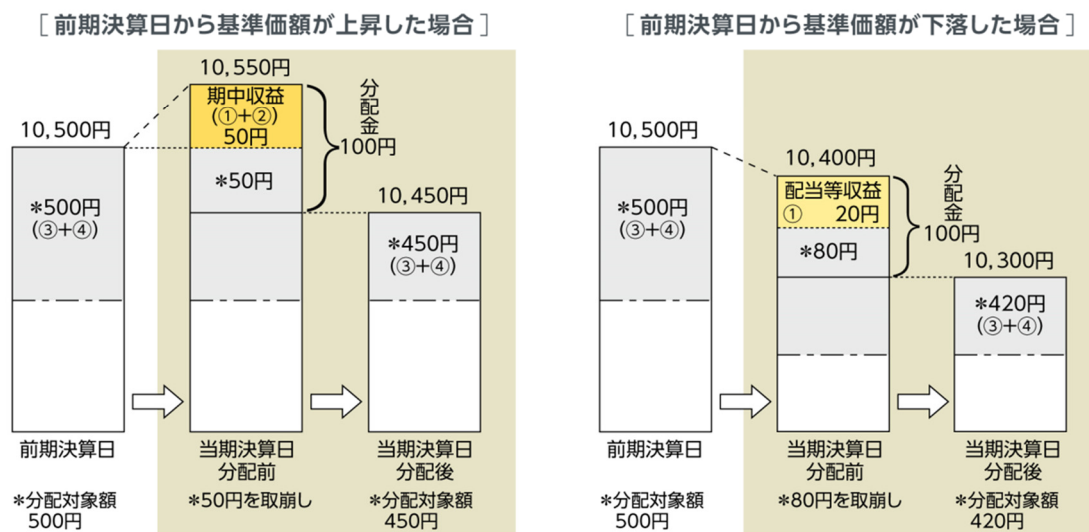 [前期決算日から基準価額が上昇した場合]
10,550円
期中収益
(①+②)
50円
分配金
100円
10,500円
*500円
(③+④)
*50円
10,450円
*450円
(③+④)
前期決算日
当期決算日
分配前
当期決算日
分配後
*分配対象額
500円
*50円を取崩し
*分配対象額
450円
[前期決算日から基準価額が下落した場合]
10,500円
*500円
(③+④)
10,400円
配当等収益
① 20円
分配金
100円
*80円
10,300円
*420円
(③+④)
前期決算日
当期決算日
分配前
当期決算日
分配後
*分配対象額
500円
*80円を取崩し
*分配対象額
420円